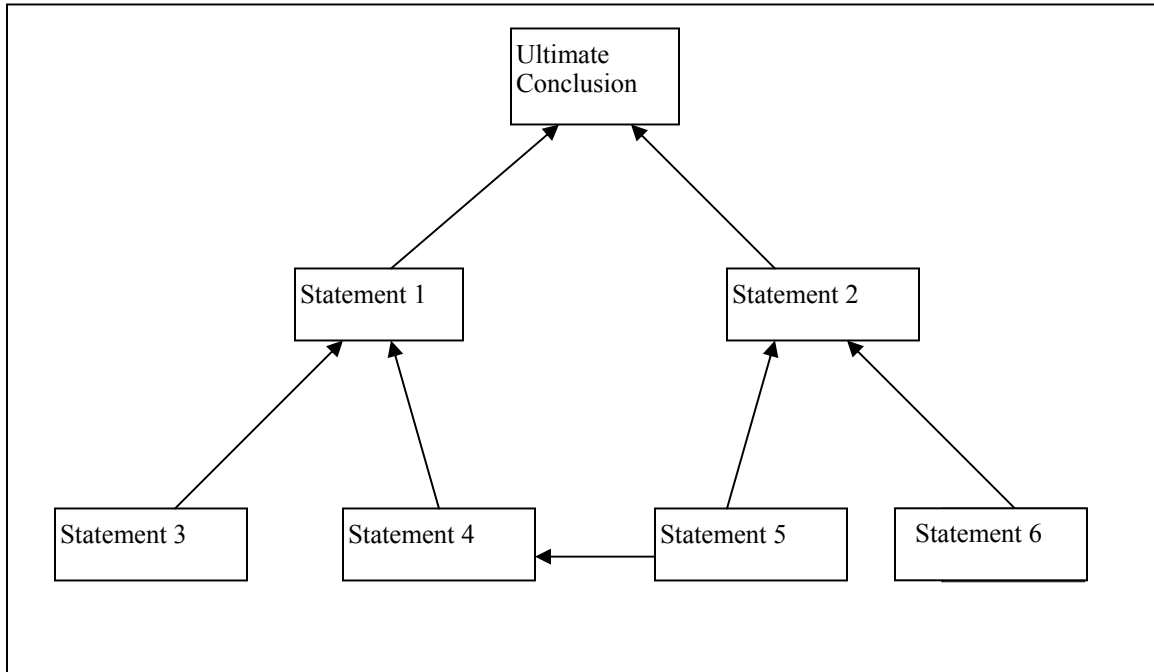 Ultimate
Conclusion
Statement 1
Statement 2
Statement 3
Statement 4
Statement 5
Statement 6